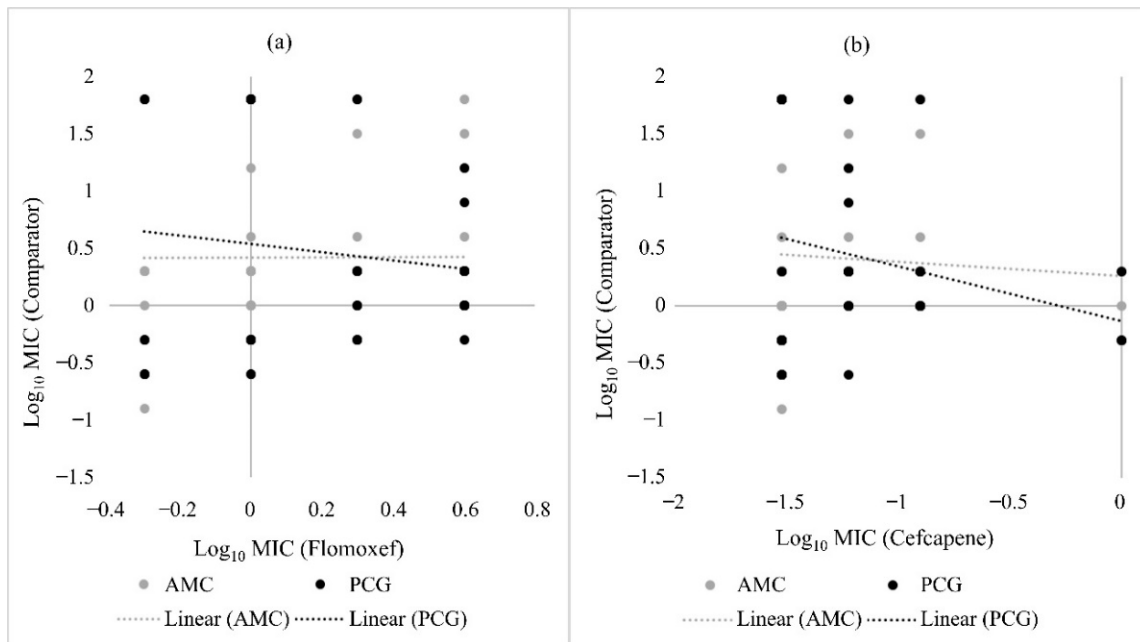 (a)
2
1.5
1
0.5
0
−0.5
−1
−1.5
−0.4 −0.2 0 0.2 0.4 0.6 0.8
Log₁₀ MIC (Comparator)
Log₁₀ MIC (Flomoxef)
AMC PCG
Linear (AMC) Linear (PCG)
(b)
2
1.5
1
0.5
0
−0.5
−1
−1.5
−2 −1.5 −1 −0.5 0
Log₁₀ MIC (Comparator)
Log₁₀ MIC (Cefcapene)
AMC PCG
Linear (AMC) Linear (PCG)